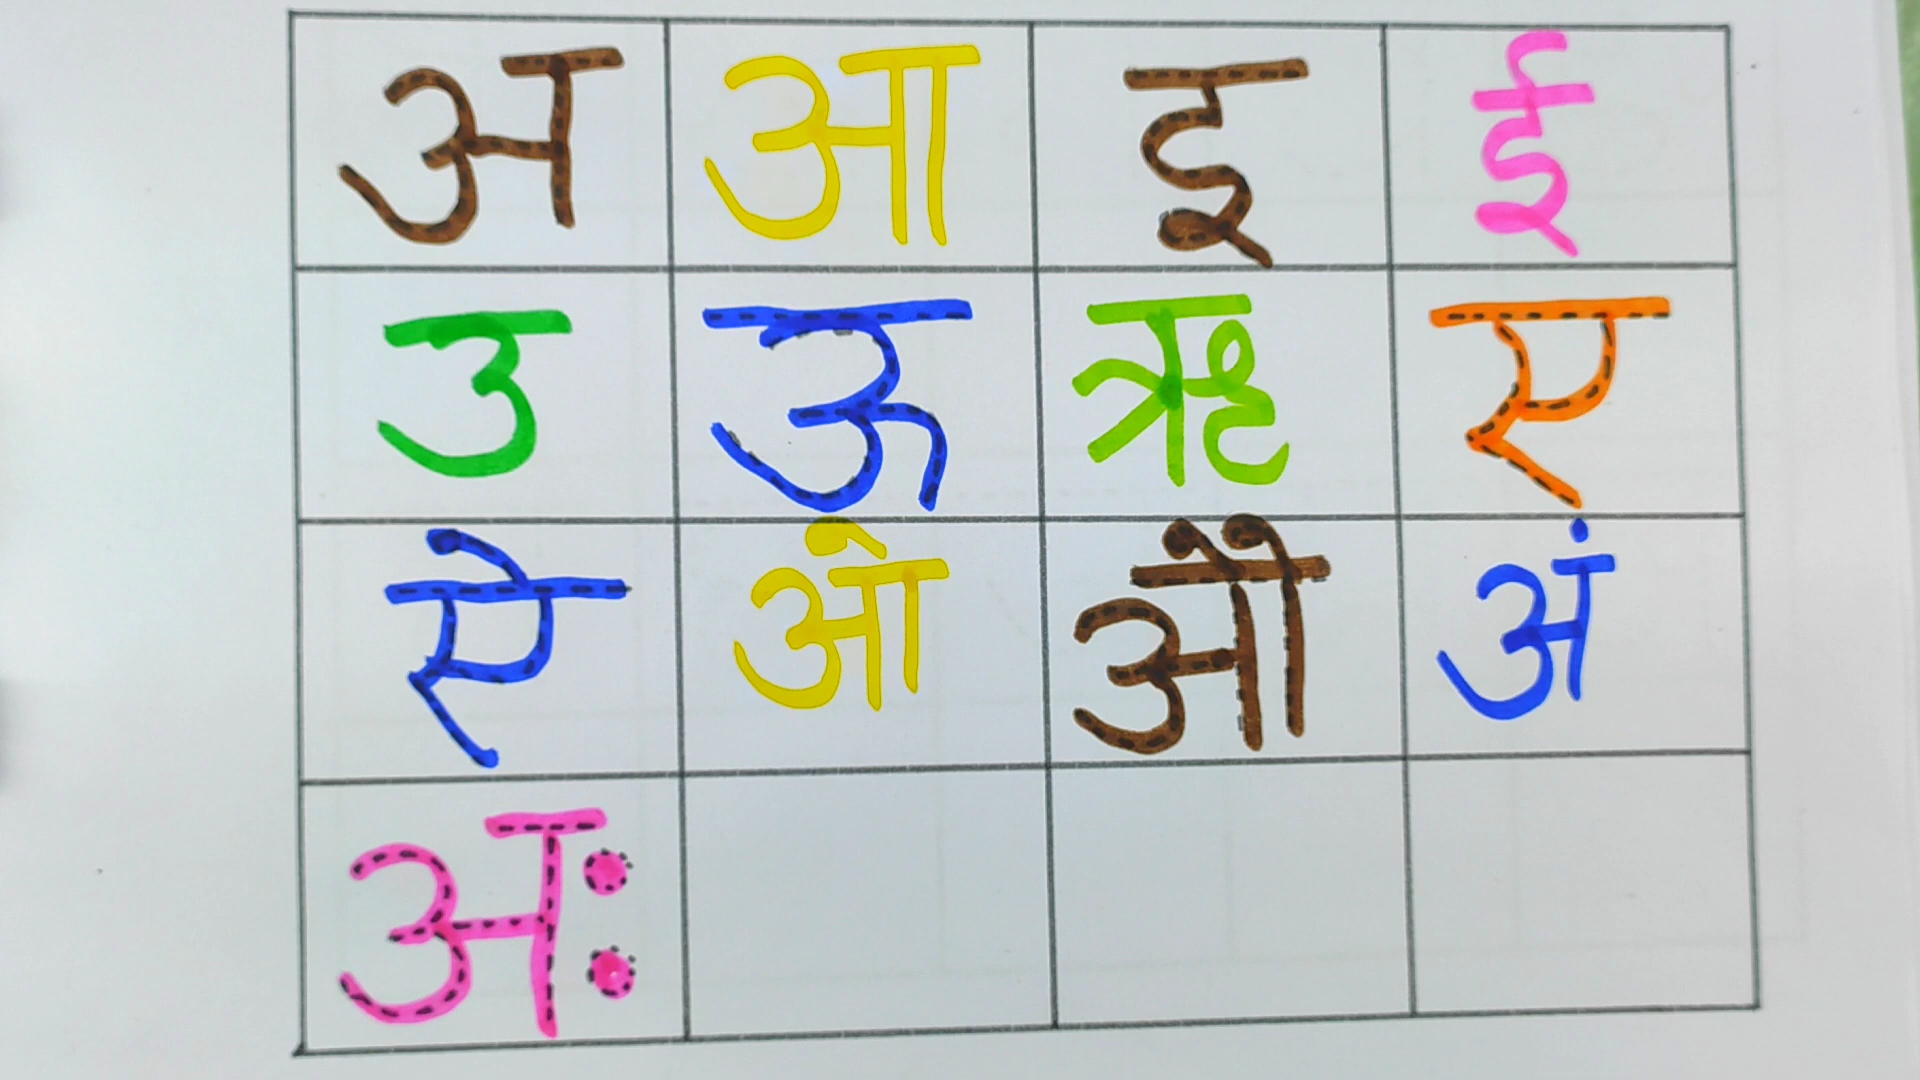 अ आ इ ई
उ ऊ ऋ ए
ऐ ओ औ अं
अः